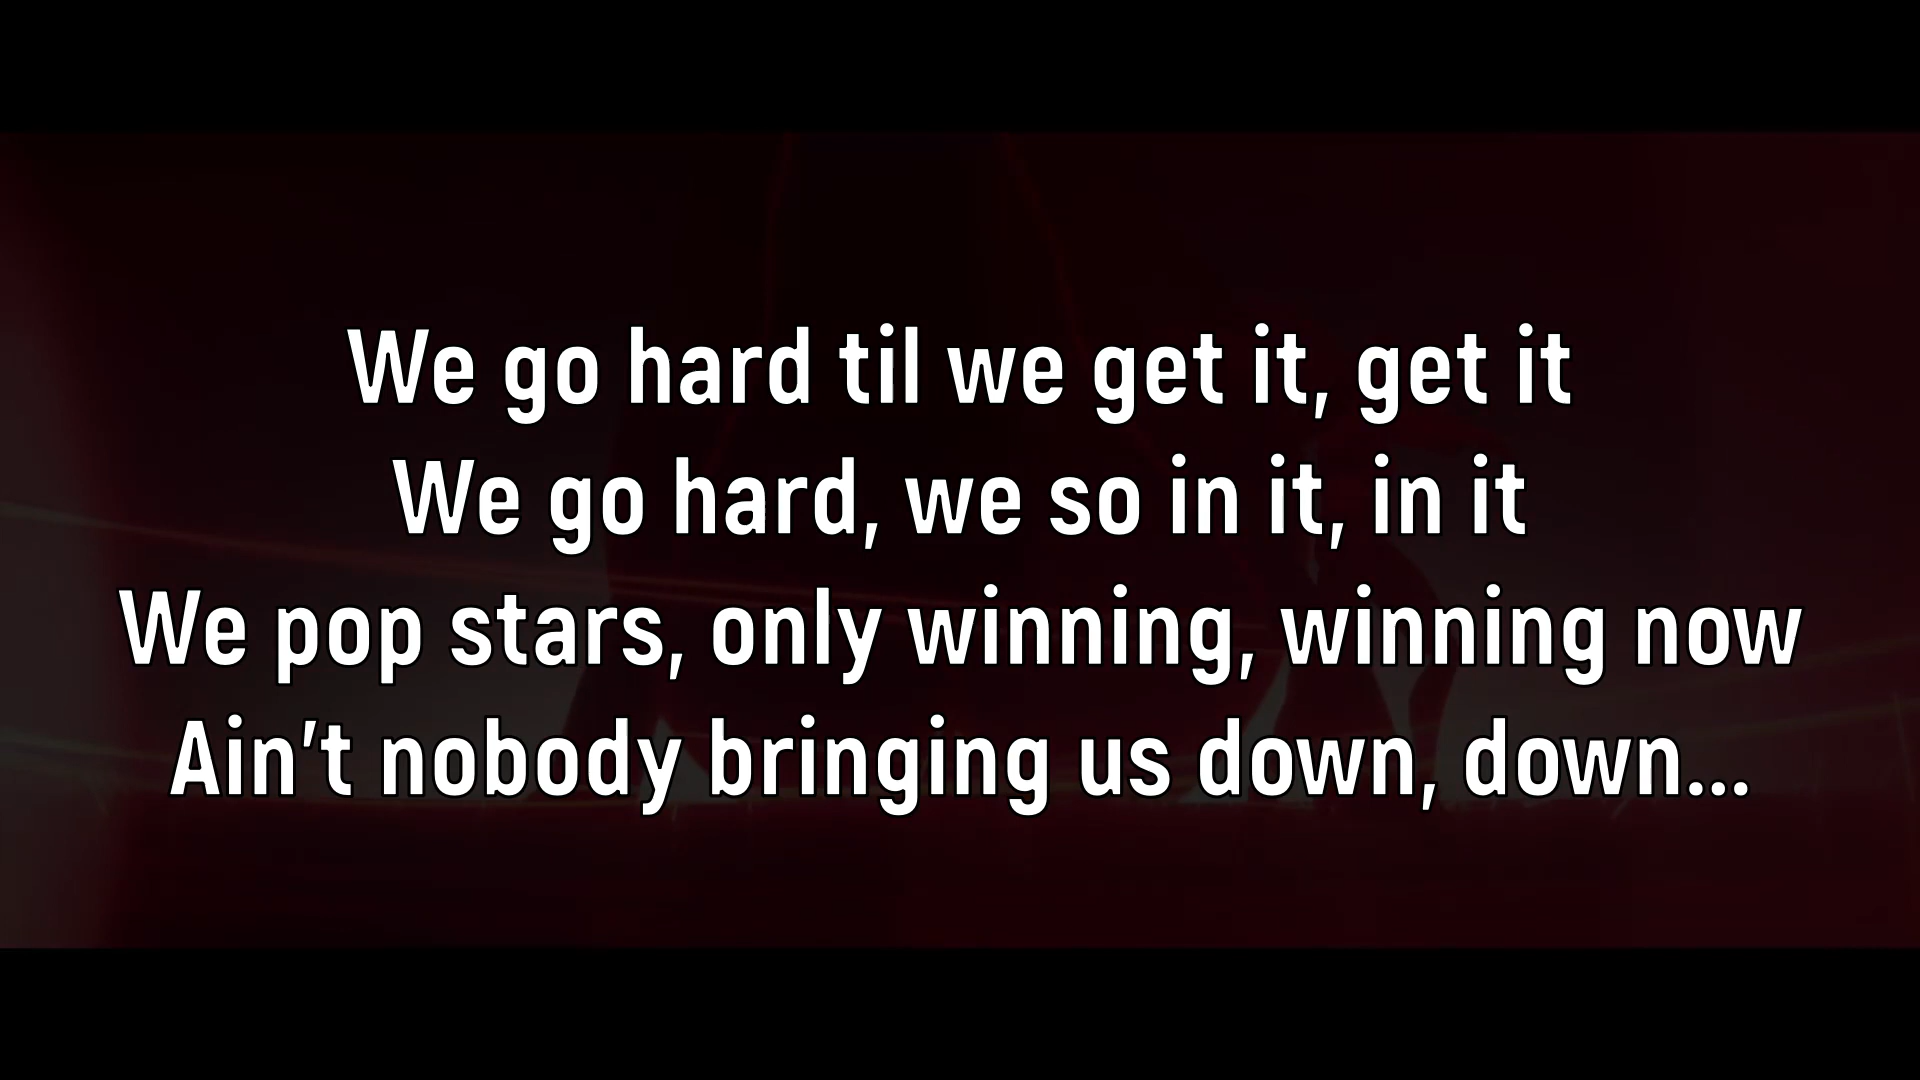 We go hard til we get it, get it
We go hard, we so in it, in it
We pop stars, only winning, winning now
Ain't nobody bringing us down, down...